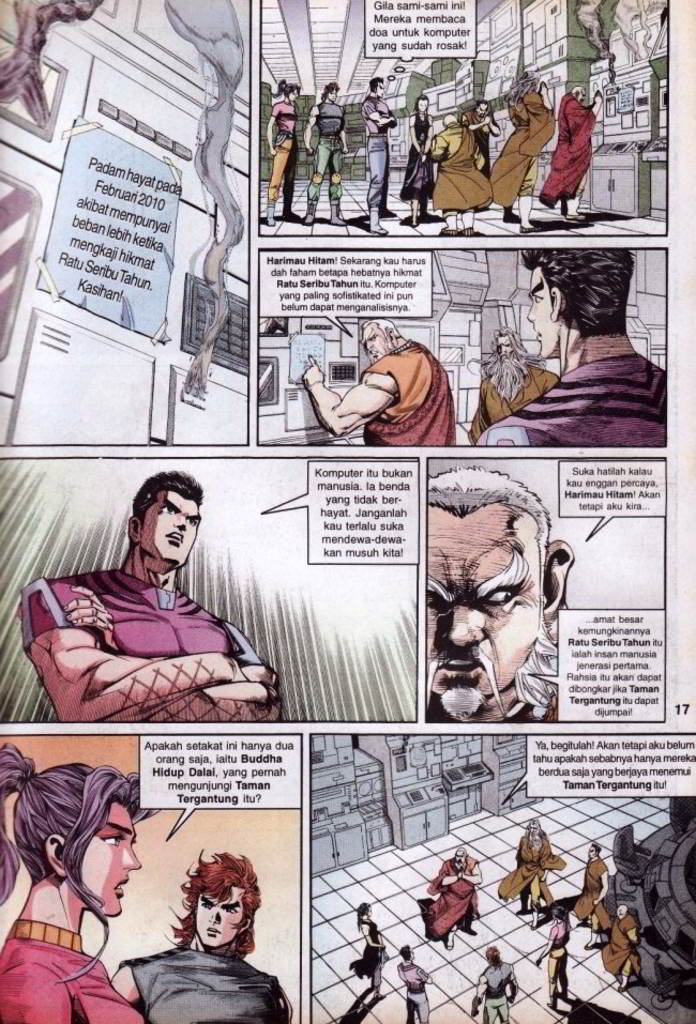 Padam hayat pada
Februari 2010
akibat mempunyai
beban lebih ketika
mengkaji hikmat
Ratu Seribu Tahun.
Kasihan!
Gila sami-sami ini!
Mereka membaca
doa untuk komputer
yang sudah rosak!
Harimau Hitam! Sekarang kau harus
dah faham betapa hebatnya hikmat
Ratu Seribu Tahun itu. Komputer
yang paling sofistikated ini pun
belum dapat menganalisisnya.
Komputer itu bukan
manusia. Ia benda
yang tidak ber-
hayat. Janganlah
kau terlalu suka
mendewa-dewa-
kan musuh kita!
Suka hatilah kalau
kau enggan percaya,
Harimau Hitam! Akan
tetapi aku kira...
...amat besar
kemungkinannya
Ratu Seribu Tahun itu
ialah insan manusia
jenerasi pertama.
Rahsia itu akan dapat
dibongkar jika Taman
Tergantung itu dapat
dijumpai!
17
Apakah setakat ini hanya dua
orang saja, iaitu Buddha
Hidup Dalai, yang pernah
mengunjungi Taman
Tergantung itu?
Ya, begitulah! Akan tetapi aku belum
tahu apakah sebabnya hanya mereka
berdua saja yang berjaya menemui
Taman Tergantung itu!